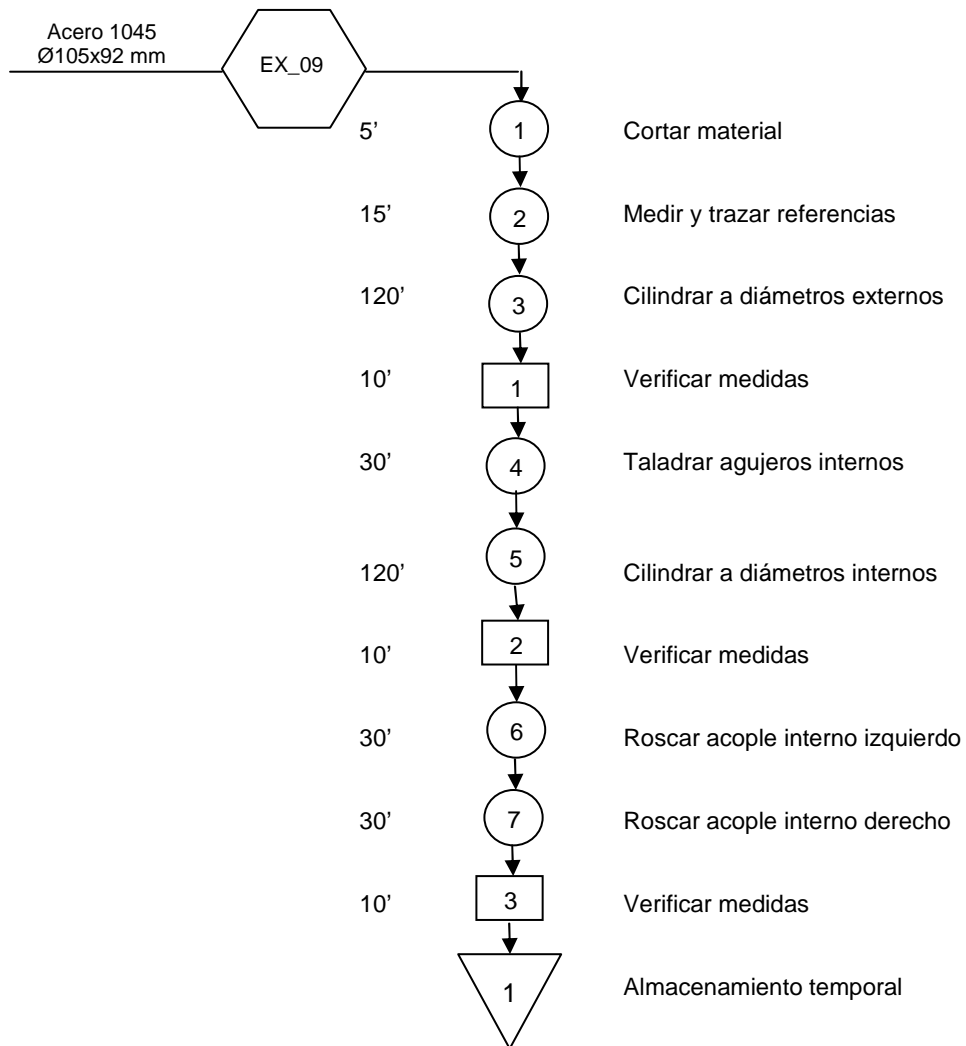 Acero 1045
Ø105x92 mm
EX_09
5’ 1 Cortar material
15’ 2 Medir y trazar referencias
120’ 3 Cilindrar a diámetros externos
10’ 1 Verificar medidas
30’ 4 Taladrar agujeros internos
120’ 5 Cilindrar a diámetros internos
10’ 2 Verificar medidas
30’ 6 Roscar acople interno izquierdo
30’ 7 Roscar acople interno derecho
10’ 3 Verificar medidas
1 Almacenamiento temporal